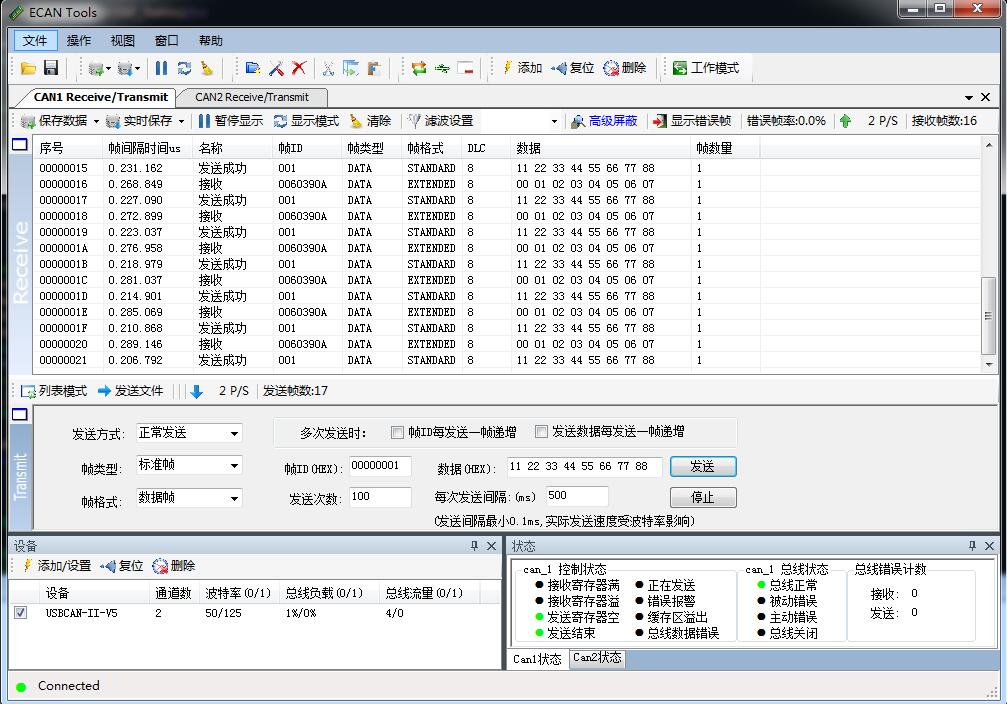 ECAN Tools
文件 操作 视图 窗口 帮助
添加 复位 删除 工作模式
CAN1 Receive/Transmit CAN2 Receive/Transmit
保存数据 实时保存 暂停显示 显示模式 清除 滤波设置 高级屏蔽 显示错误帧 错误帧率:0.0% 2 P/S 接收帧数:16
Receive
序号 帧间隔时间us 名称 帧ID 帧类型 帧格式 DLC 数据 帧数量
00000015 0.231.162 发送成功 001 DATA STANDARD 8 11 22 33 44 55 66 77 88 1
00000016 0.268.849 接收 0060390A DATA EXTENDED 8 00 01 02 03 04 05 06 07 1
00000017 0.227.090 发送成功 001 DATA STANDARD 8 11 22 33 44 55 66 77 88 1
00000018 0.272.899 接收 0060390A DATA EXTENDED 8 00 01 02 03 04 05 06 07 1
00000019 0.223.037 发送成功 001 DATA STANDARD 8 11 22 33 44 55 66 77 88 1
0000001A 0.276.958 接收 0060390A DATA EXTENDED 8 00 01 02 03 04 05 06 07 1
0000001B 0.218.979 发送成功 001 DATA STANDARD 8 11 22 33 44 55 66 77 88 1
0000001C 0.281.037 接收 0060390A DATA EXTENDED 8 00 01 02 03 04 05 06 07 1
0000001D 0.214.901 发送成功 001 DATA STANDARD 8 11 22 33 44 55 66 77 88 1
0000001E 0.285.069 接收 0060390A DATA EXTENDED 8 00 01 02 03 04 05 06 07 1
0000001F 0.210.868 发送成功 001 DATA STANDARD 8 11 22 33 44 55 66 77 88 1
00000020 0.289.146 接收 0060390A DATA EXTENDED 8 00 01 02 03 04 05 06 07 1
00000021 0.206.792 发送成功 001 DATA STANDARD 8 11 22 33 44 55 66 77 88 1
列表模式 发送文件 2 P/S 发送帧数:17
Transmit
发送方式: 正常发送 多次发送时: 帧ID每发送一帧递增 发送数据每发送一帧递增
帧类型: 标准帧 帧ID(HEX): 00000001 数据(HEX): 11 22 33 44 55 66 77 88 发送
帧格式: 数据帧 发送次数: 100 每次发送间隔:(ms) 500 停止
(发送间隔最小0.1ms,实际发送速度受波特率影响)
设备
添加/设置 复位 删除
设备 通道数 波特率(0/1) 总线负载(0/1) 总线流量(0/1)
USBCAN-II-V5 2 50/125 1%/0% 4/0
状态
can_1 控制状态 can_1 总线状态 总线错误计数
接收寄存器满 正在发送 总线正常 接收: 0
接收寄存器溢 错误报警 被动错误 发送: 0
发送寄存器空 缓存区溢出 主动错误
发送结束 总线数据错误 总线关闭
Can1状态 Can2状态
Connected